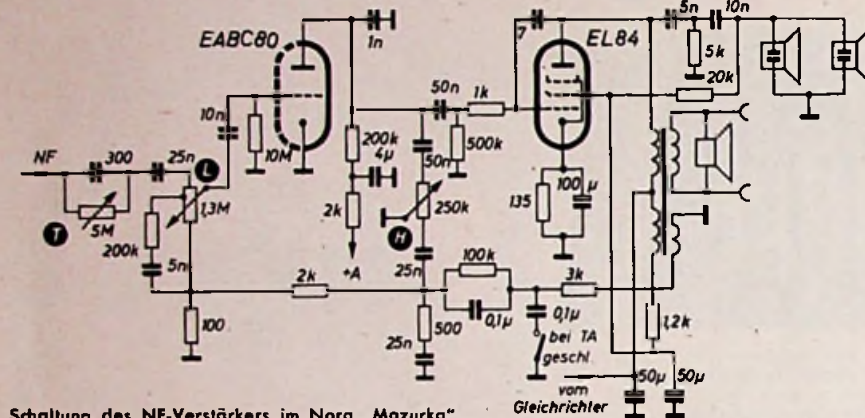 5n 10n
EABC80
1n
7
EL84
5k
20k
50n
1k
10n
NF
300
25n
L
10M
200k
4µ
50n
500k
135
100 µ
T
5M
1,3M
2k
H
250k
200k
5n
+A
25n
100k
2k
3k
100
500
0,1µ
0,1µ
1,2k
25n
bei TA
geschl.
vom
Gleichrichter
50µ
50µ
Schaltung des NF-Verstärkers im Nora „Mazurka“